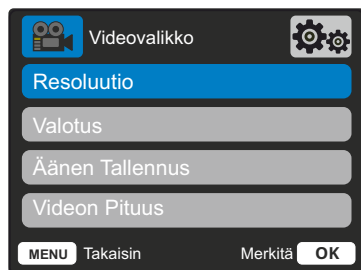 Videovalikko
Resoluutio
Valotus
Äänen Tallennus
Videon Pituus
MENU Takaisin Merkitä OK